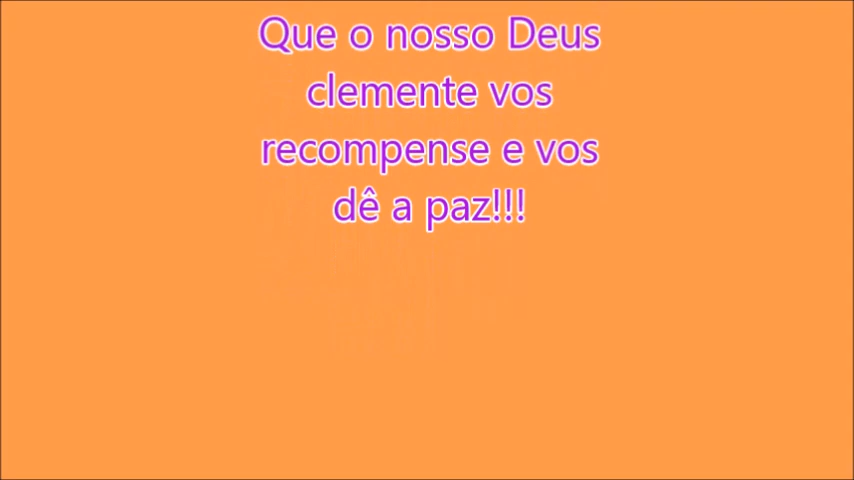 Que o nosso Deus
clemente vos
recompense e vos
dê a paz!!!